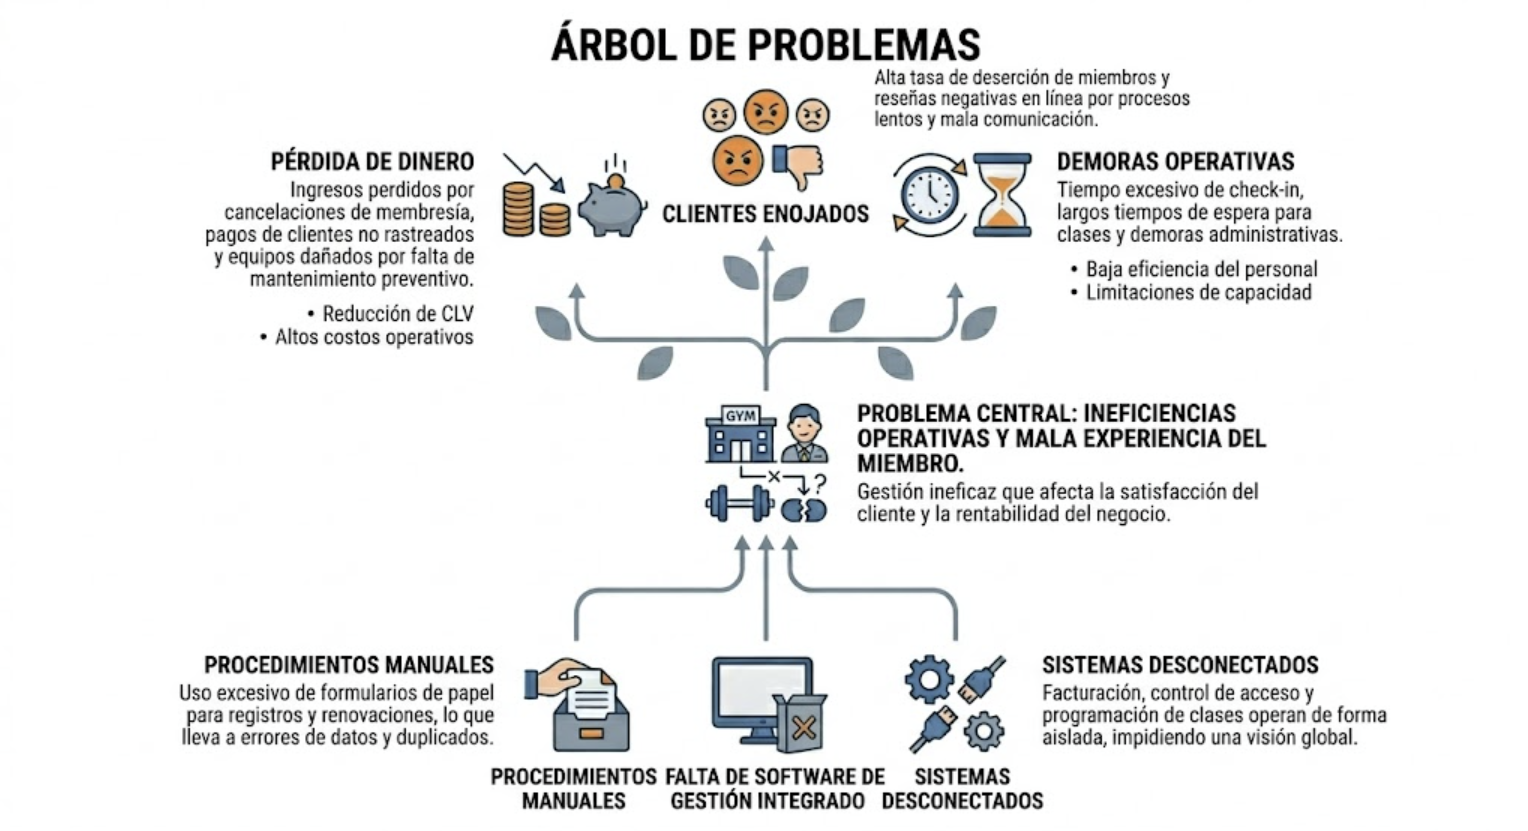 ÁRBOL DE PROBLEMAS
Alta tasa de deserción de miembros y
reseñas negativas en línea por procesos
lentos y mala comunicación.
CLIENTES ENOJADOS
PÉRDIDA DE DINERO
Ingresos perdidos por
cancelaciones de membresía,
pagos de clientes no rastreados
y equipos dañados por falta de
mantenimiento preventivo.
• Reducción de CLV
• Altos costos operativos
DEMORAS OPERATIVAS
Tiempo excesivo de check-in,
largos tiempos de espera para
clases y demoras administrativas.
• Baja eficiencia del personal
• Limitaciones de capacidad
GYM
?
PROBLEMA CENTRAL: INEFICIENCIAS
OPERATIVAS Y MALA EXPERIENCIA DEL
MIEMBRO.
Gestión ineficaz que afecta la satisfacción del
cliente y la rentabilidad del negocio.
PROCEDIMIENTOS MANUALES
Uso excesivo de formularios de papel
para registros y renovaciones, lo que
lleva a errores de datos y duplicados.
PROCEDIMIENTOS
MANUALES
FALTA DE SOFTWARE DE
GESTIÓN INTEGRADO
SISTEMAS
DESCONECTADOS
SISTEMAS DESCONECTADOS
Facturación, control de acceso y
programación de clases operan de forma
aislada, impidiendo una visión global.